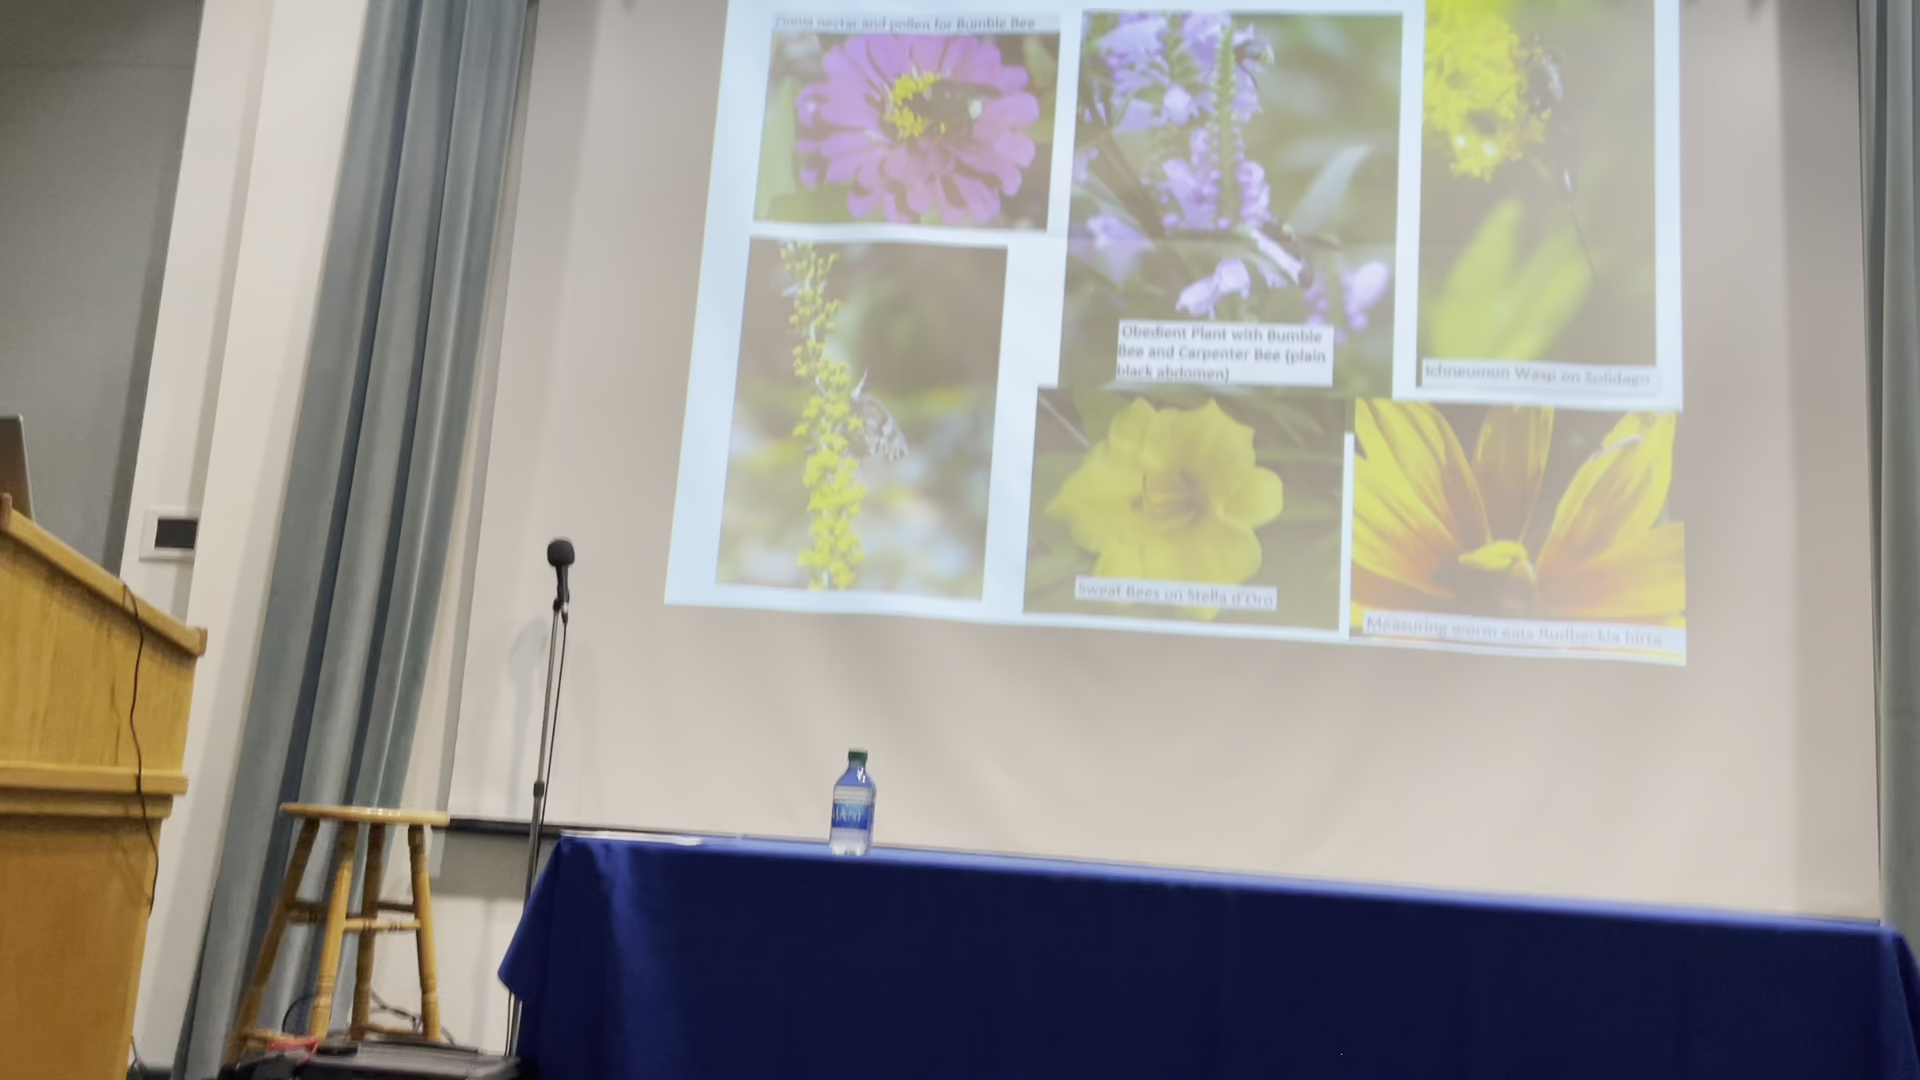 Zinnia nectar and pollen for Bumble Bee
Obedient Plant with Bumble
Bee and Carpenter Bee (plain
black abdomen)
Ichneumon Wasp on Solidago
Sweat Bees on Stella d'Oro
Measuring worm eats Rudbeckia hirta